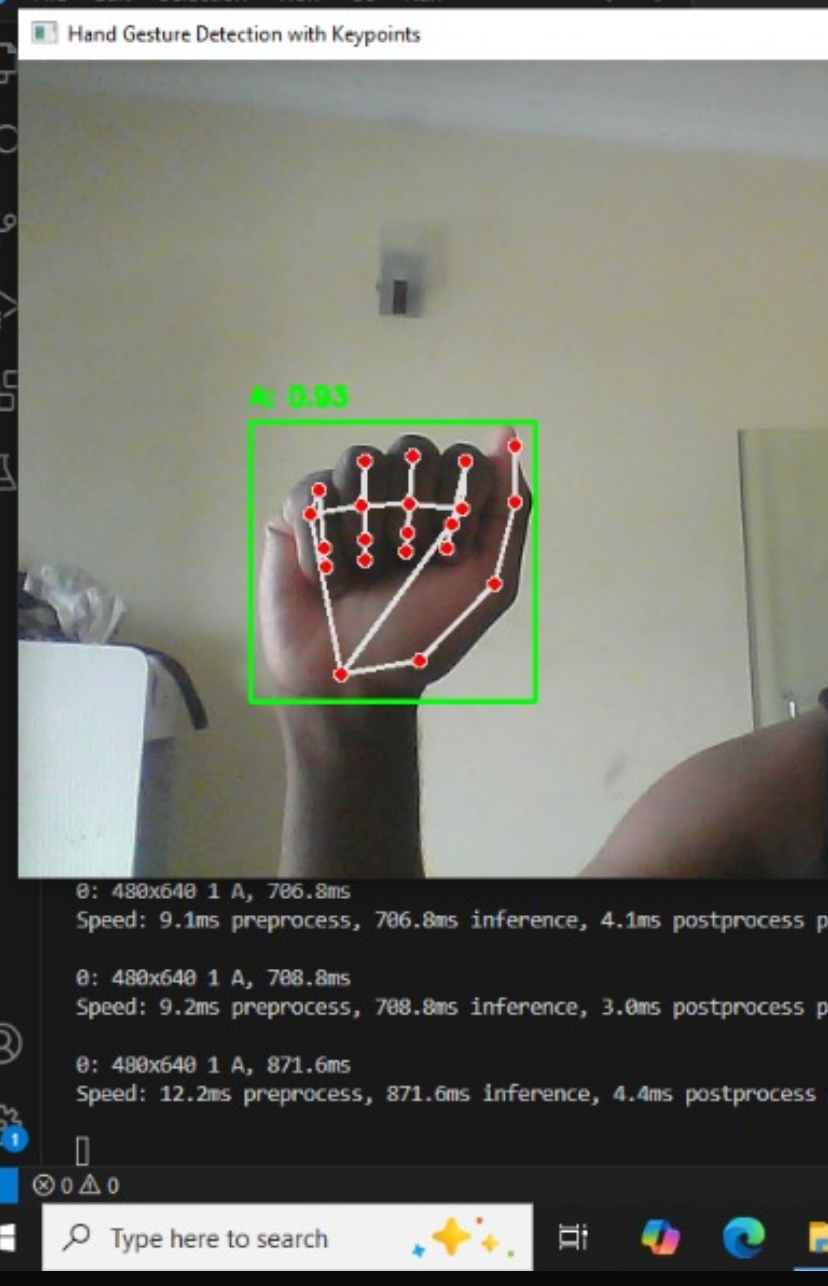 Hand Gesture Detection with Keypoints
A: 0.93
0: 480x640 1 A, 706.8ms
Speed: 9.1ms preprocess, 706.8ms inference, 4.1ms postprocess p
0: 480x640 1 A, 708.8ms
Speed: 9.2ms preprocess, 708.8ms inference, 3.0ms postprocess p
0: 480x640 1 A, 871.6ms
Speed: 12.2ms preprocess, 871.6ms inference, 4.4ms postprocess
1
0 0
Type here to search